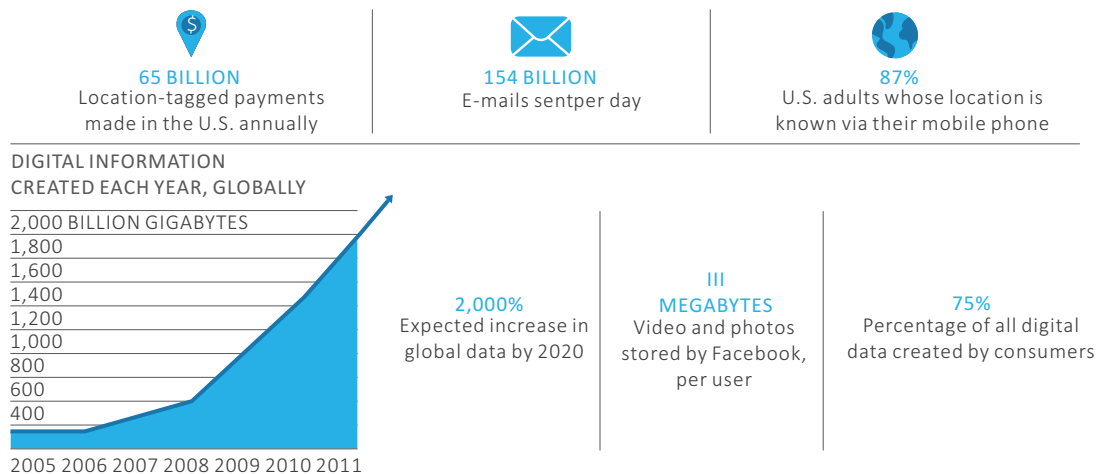 $
65 BILLION
Location-tagged payments
made in the U.S. annually
154 BILLION
E-mails sentper day
87%
U.S. adults whose location is
known via their mobile phone
DIGITAL INFORMATION
CREATED EACH YEAR, GLOBALLY
2,000 BILLION GIGABYTES
1,800
1,600
1,400
1,200
1,000
800
600
400
2005 2006 2007 2008 2009 2010 2011
2,000%
Expected increase in
global data by 2020
III
MEGABYTES
Video and photos
stored by Facebook,
per user
75%
Percentage of all digital
data created by consumers